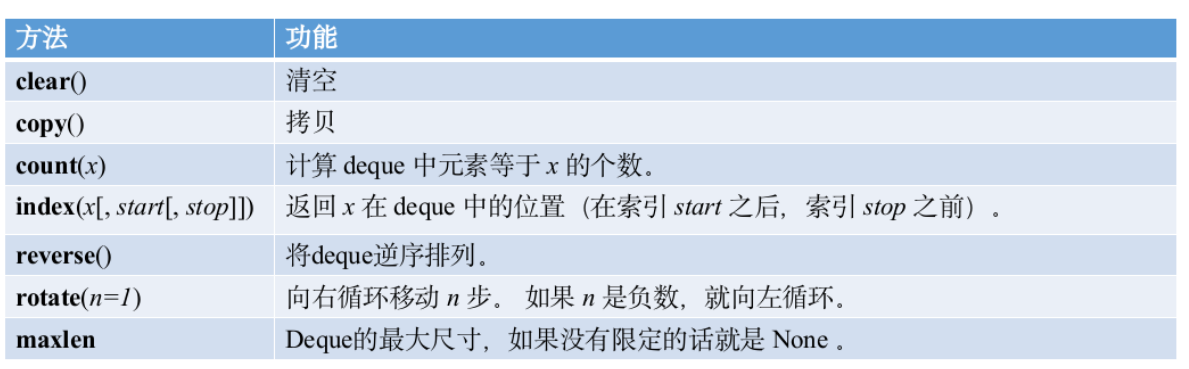 方法 功能
clear() 清空
copy() 拷贝
count(x) 计算 deque 中元素等于 x 的个数。
index(x[, start[, stop]]) 返回 x 在 deque 中的位置（在索引 start 之后，索引 stop 之前）。
reverse() 将deque逆序排列。
rotate(n=1) 向右循环移动 n 步。 如果 n 是负数，就向左循环。
maxlen Deque的最大尺寸，如果没有限定的话就是 None 。